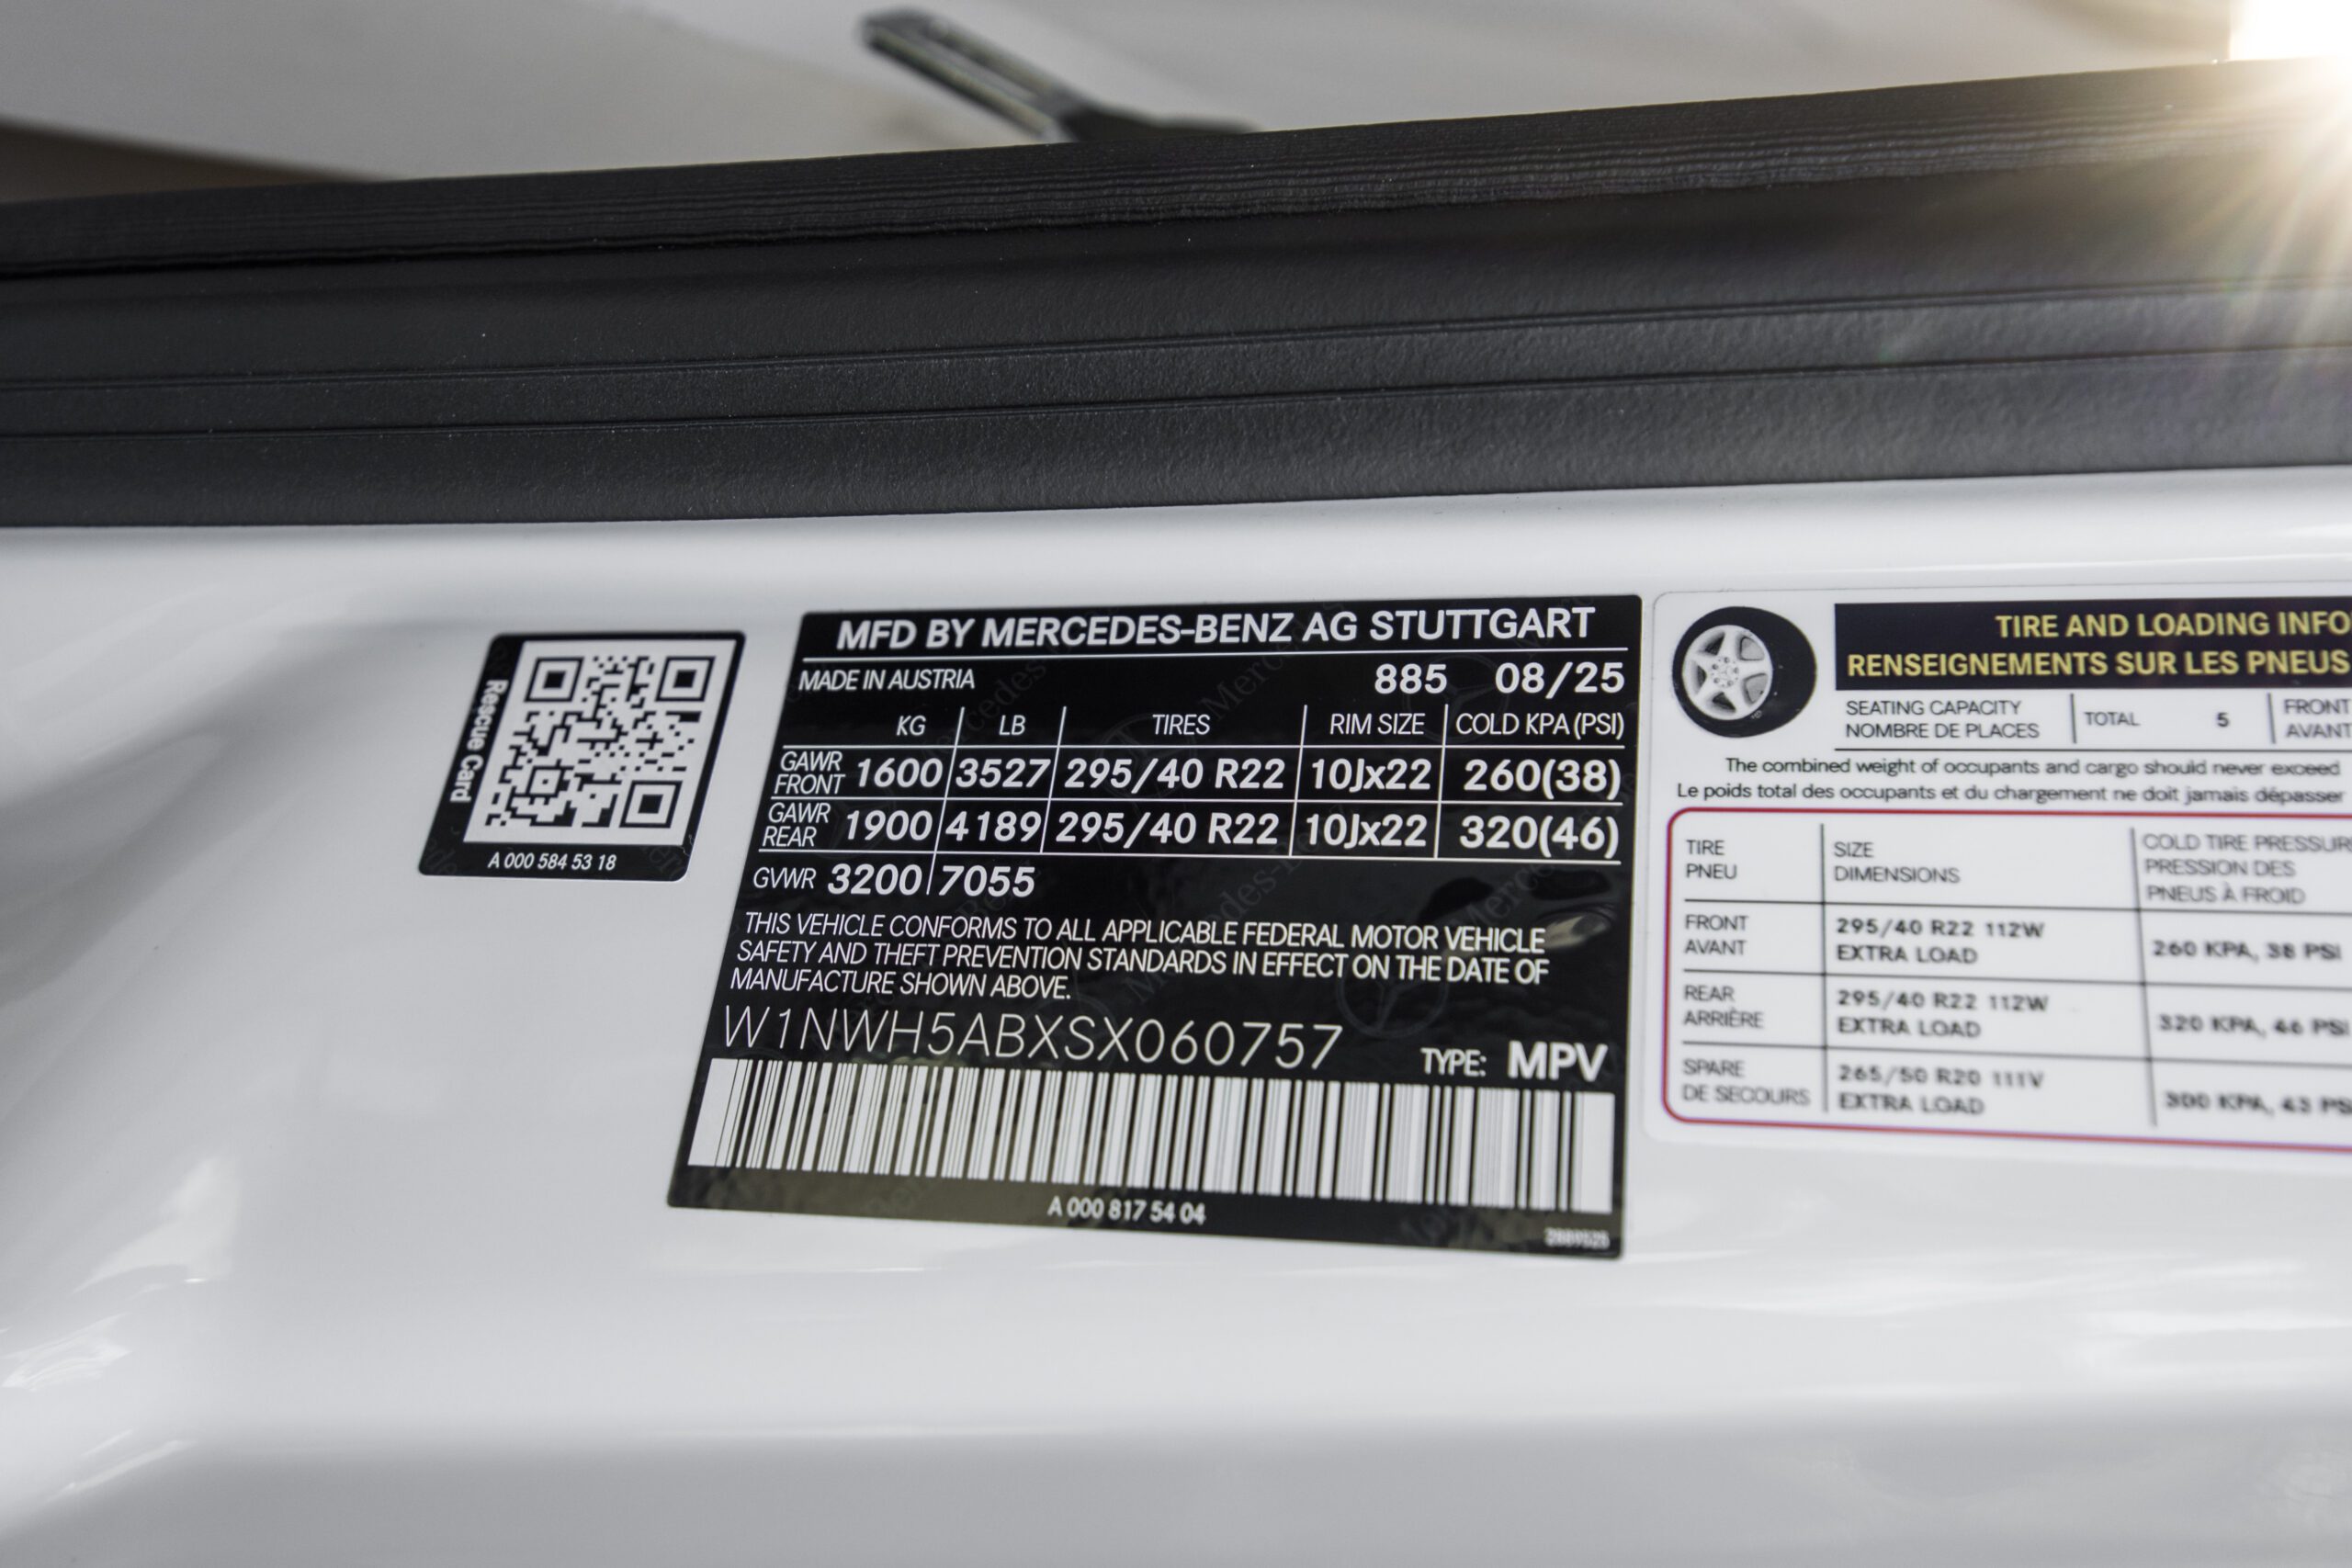 Rescue Card
A 000 584 53 18
MFD BY MERCEDES-BENZ AG STUTTGART
MADE IN AUSTRIA 885 08/25
KG LB TIRES RIM SIZE COLD KPA (PSI)
GAWR FRONT 1600 3527 295/40 R22 10Jx22 260(38)
GAWR REAR 1900 4189 295/40 R22 10Jx22 320(46)
GVWR 3200 7055
THIS VEHICLE CONFORMS TO ALL APPLICABLE FEDERAL MOTOR VEHICLE
SAFETY AND THEFT PREVENTION STANDARDS IN EFFECT ON THE DATE OF
MANUFACTURE SHOWN ABOVE.
W1NWH5ABXSX060757
TYPE: MPV
A 000 817 54 04
TIRE AND LOADING INFO
RENSEIGNEMENTS SUR LES PNEUS
SEATING CAPACITY
NOMBRE DE PLACES
TOTAL 5
FRONT
AVANT
The combined weight of occupants and cargo should never exceed
Le poids total des occupants et du chargement ne doit jamais dépasser
TIRE
PNEU
SIZE
DIMENSIONS
COLD TIRE PRESSUR
PRESSION DES
PNEUS À FROID
FRONT
AVANT
295/40 R22 112W
EXTRA LOAD
260 KPA, 38 PSI
REAR
ARRIÈRE
295/40 R22 112W
EXTRA LOAD
320 KPA, 46 PSI
SPARE
DE SECOURS
265/50 R20 111V
EXTRA LOAD
300 KPA, 43 PS